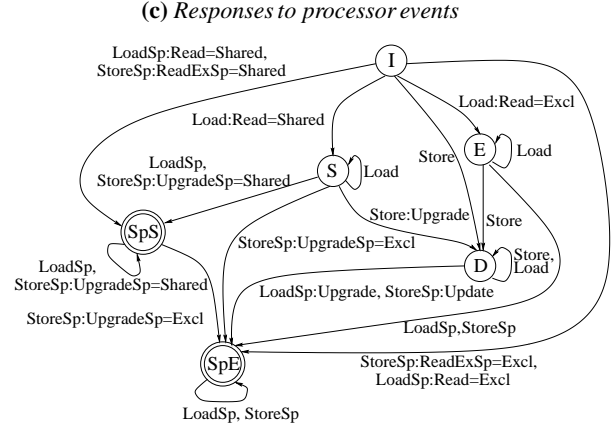 (c) Responses to processor events
LoadSp:Read=Shared,
StoreSp:ReadExSp=Shared
I
Load:Read=Shared
Load:Read=Excl
E
Load
Store
LoadSp,
StoreSp:UpgradeSp=Shared
S
Load
Store:Upgrade
Store
SpS
StoreSp:UpgradeSp=Excl
D
Store,
Load
LoadSp,
StoreSp:UpgradeSp=Shared
LoadSp:Upgrade, StoreSp:Update
StoreSp:UpgradeSp=Excl
LoadSp,StoreSp
SpE
StoreSp:ReadExSp=Excl,
LoadSp:Read=Excl
LoadSp, StoreSp